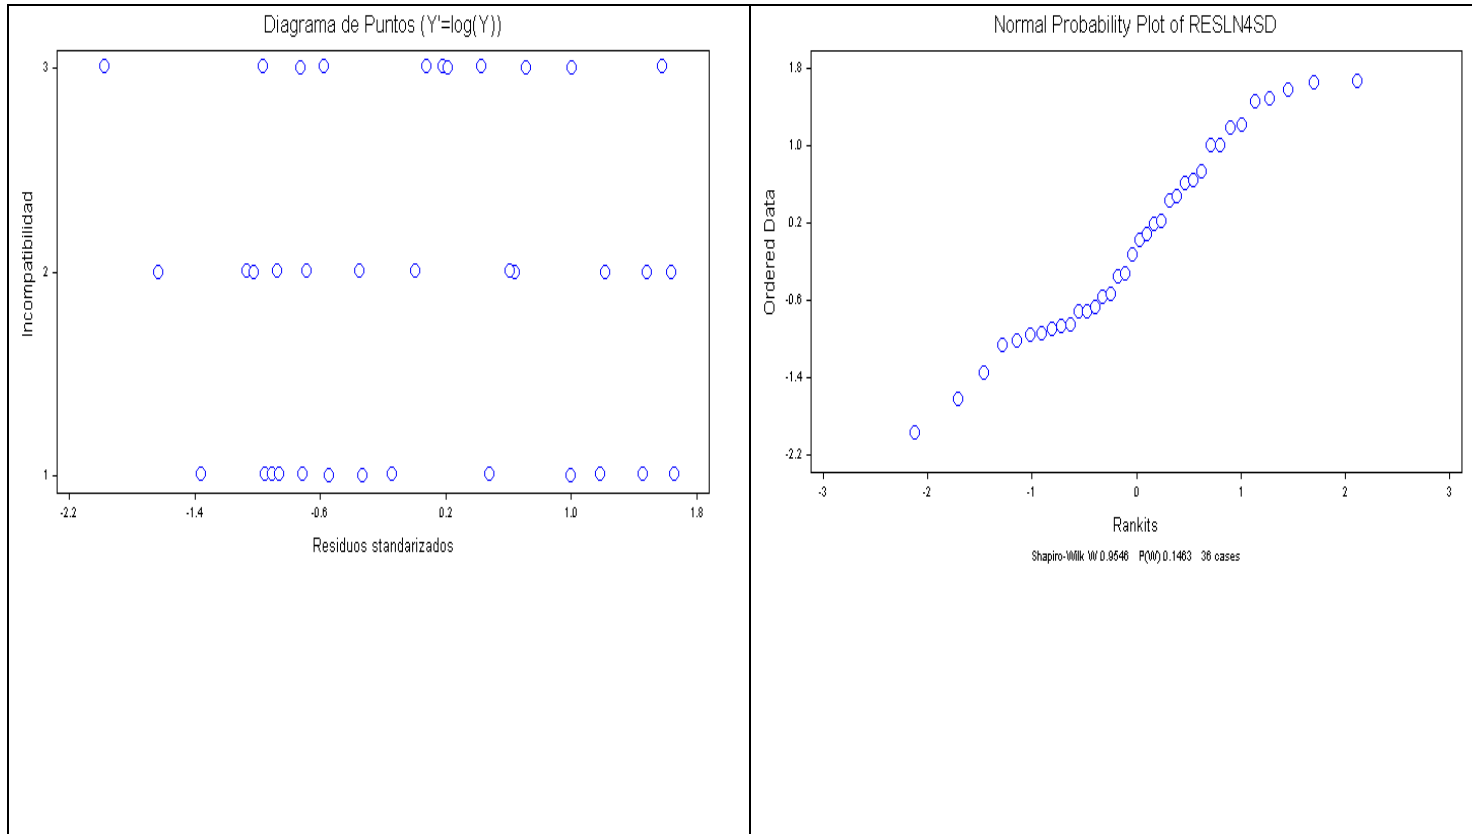 Diagrama de Puntos (Y'=log(Y))
3
2
1
Incompatibilidad
-2.2 -1.4 -0.6 0.2 1.0 1.8
Residuos standarizados
Normal Probability Plot of RESLN4SD
1.8
1.0
0.2
-0.6
-1.4
-2.2
Ordered Data
-3 -2 -1 0 1 2 3
Rankits
Shapiro-Wilk W 0.9546 P(W) 0.1463 36 cases